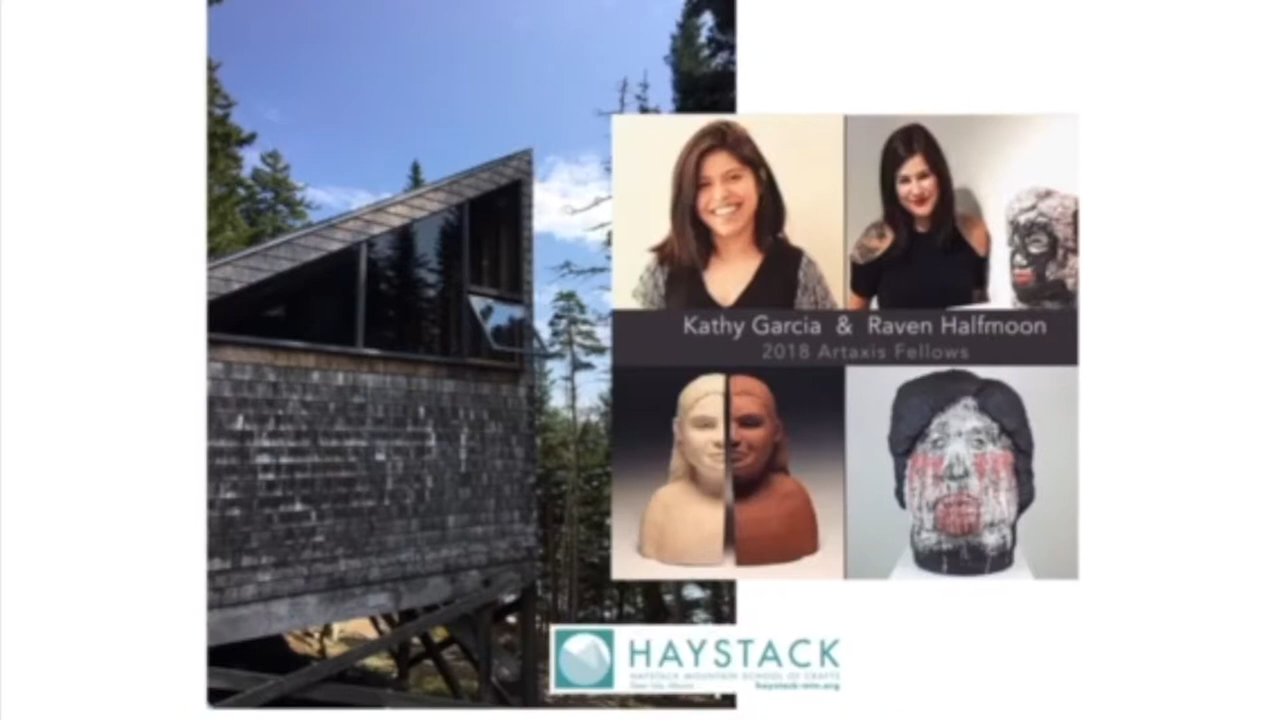 Kathy Garcia & Raven Halfmoon
2018 Artaxis Fellows
HAYSTACK
HAYSTACK MOUNTAIN SCHOOL OF CRAFTS
haystack-mtn.org